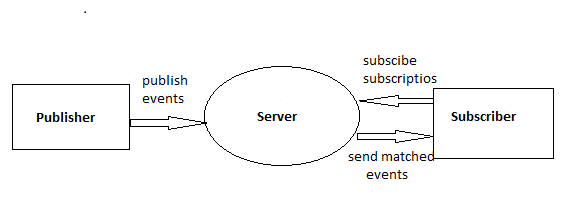 publish
events
Publisher
Server
subscibe
subscriptios
Subscriber
send matched
events